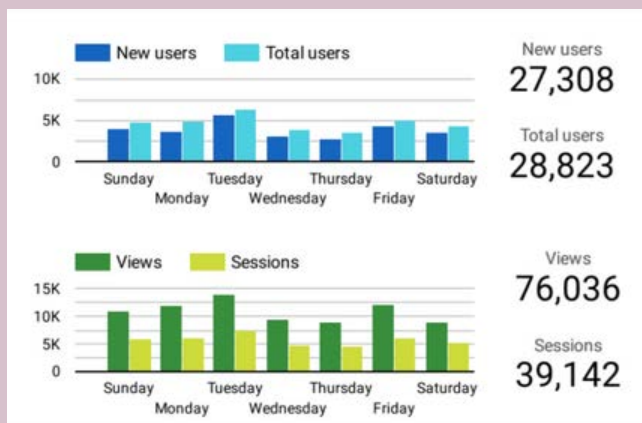 New users
Total users
10K
5K
0
Sunday
Monday
Tuesday
Wednesday
Thursday
Friday
Saturday
New users
27,308
Total users
28,823
Views
Sessions
15K
10K
5K
0
Sunday
Monday
Tuesday
Wednesday
Thursday
Friday
Saturday
Views
76,036
Sessions
39,142